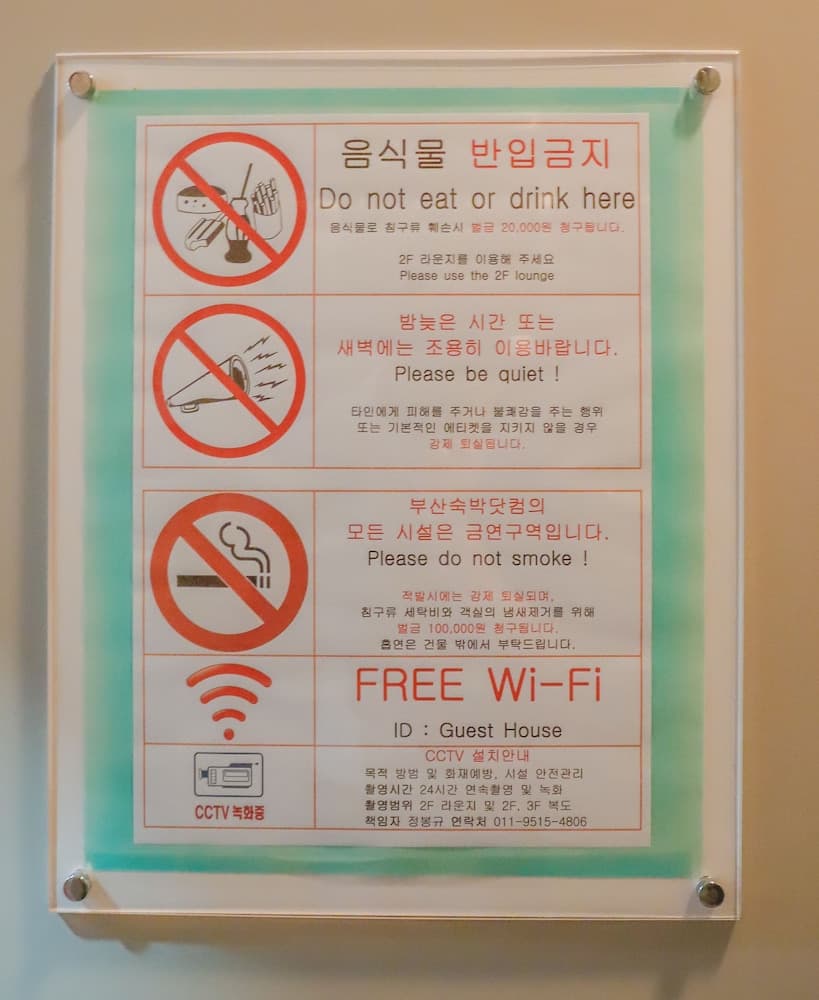 음식물 반입금지
Do not eat or drink here
음식물로 침구류 훼손시 벌금 20,000원 청구됩니다.
2F 라운지를 이용해 주세요
Please use the 2F lounge
밤늦은 시간 또는
새벽에는 조용히 이용바랍니다.
Please be quiet !
타인에게 피해를 주거나 불쾌감을 주는 행위
또는 기본적인 에티켓을 지키지 않을 경우
강제 퇴실됩니다.
부산숙박닷컴의
모든 시설은 금연구역입니다.
Please do not smoke !
적발시에는 강제 퇴실되며,
침구류 세탁비와 객실의 냄새제거를 위해
벌금 100,000원 청구됩니다.
흡연은 건물 밖에서 부탁드립니다.
FREE Wi-Fi
ID : Guest House
CCTV 녹화중
CCTV 설치안내
목적 방범 및 화재예방, 시설 안전관리
촬영시간 24시간 연속촬영 및 녹화
촬영범위 2F 라운지 및 2F, 3F 복도
책임자 정봉규 연락처 011-9515-4806